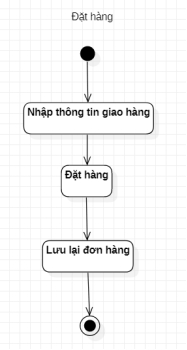 Đặt hàng
Nhập thông tin giao hàng
Đặt hàng
Lưu lại đơn hàng